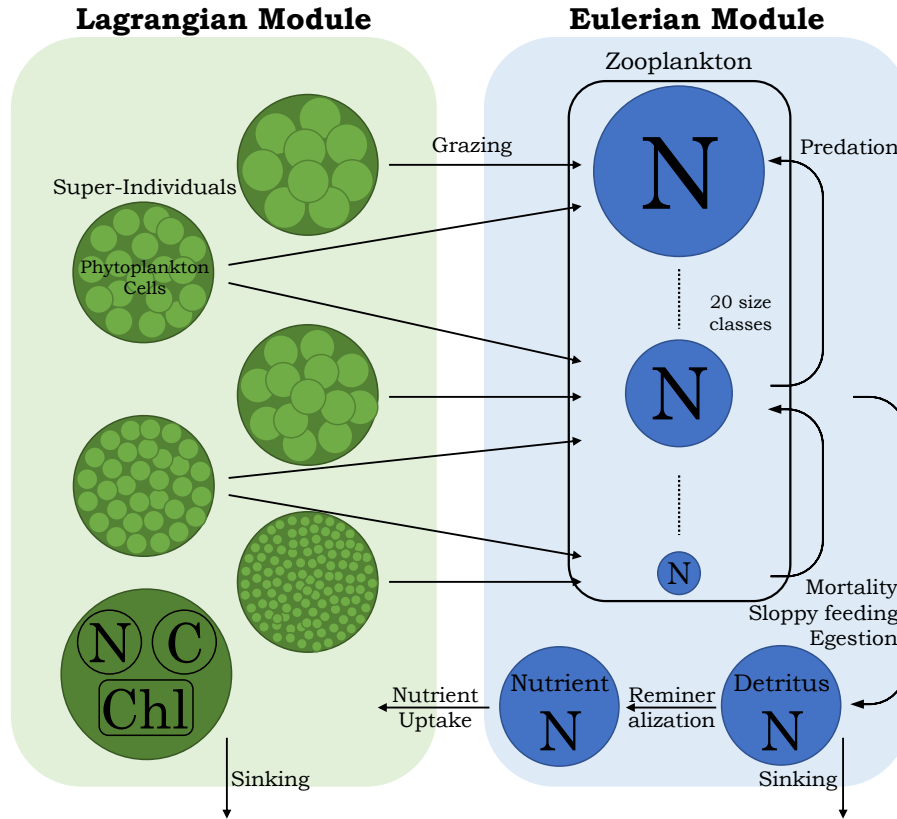 Lagrangian Module
Eulerian Module
Zooplankton
N
Grazing
Predation
Super-Individuals
Phytoplankton
Cells
20 size
classes
N
N
Mortality
Sloppy feeding
Egestion
N
C
Chl
Nutrient
Uptake
Nutrient
N
Reminer
alization
Detritus
N
Sinking
Sinking